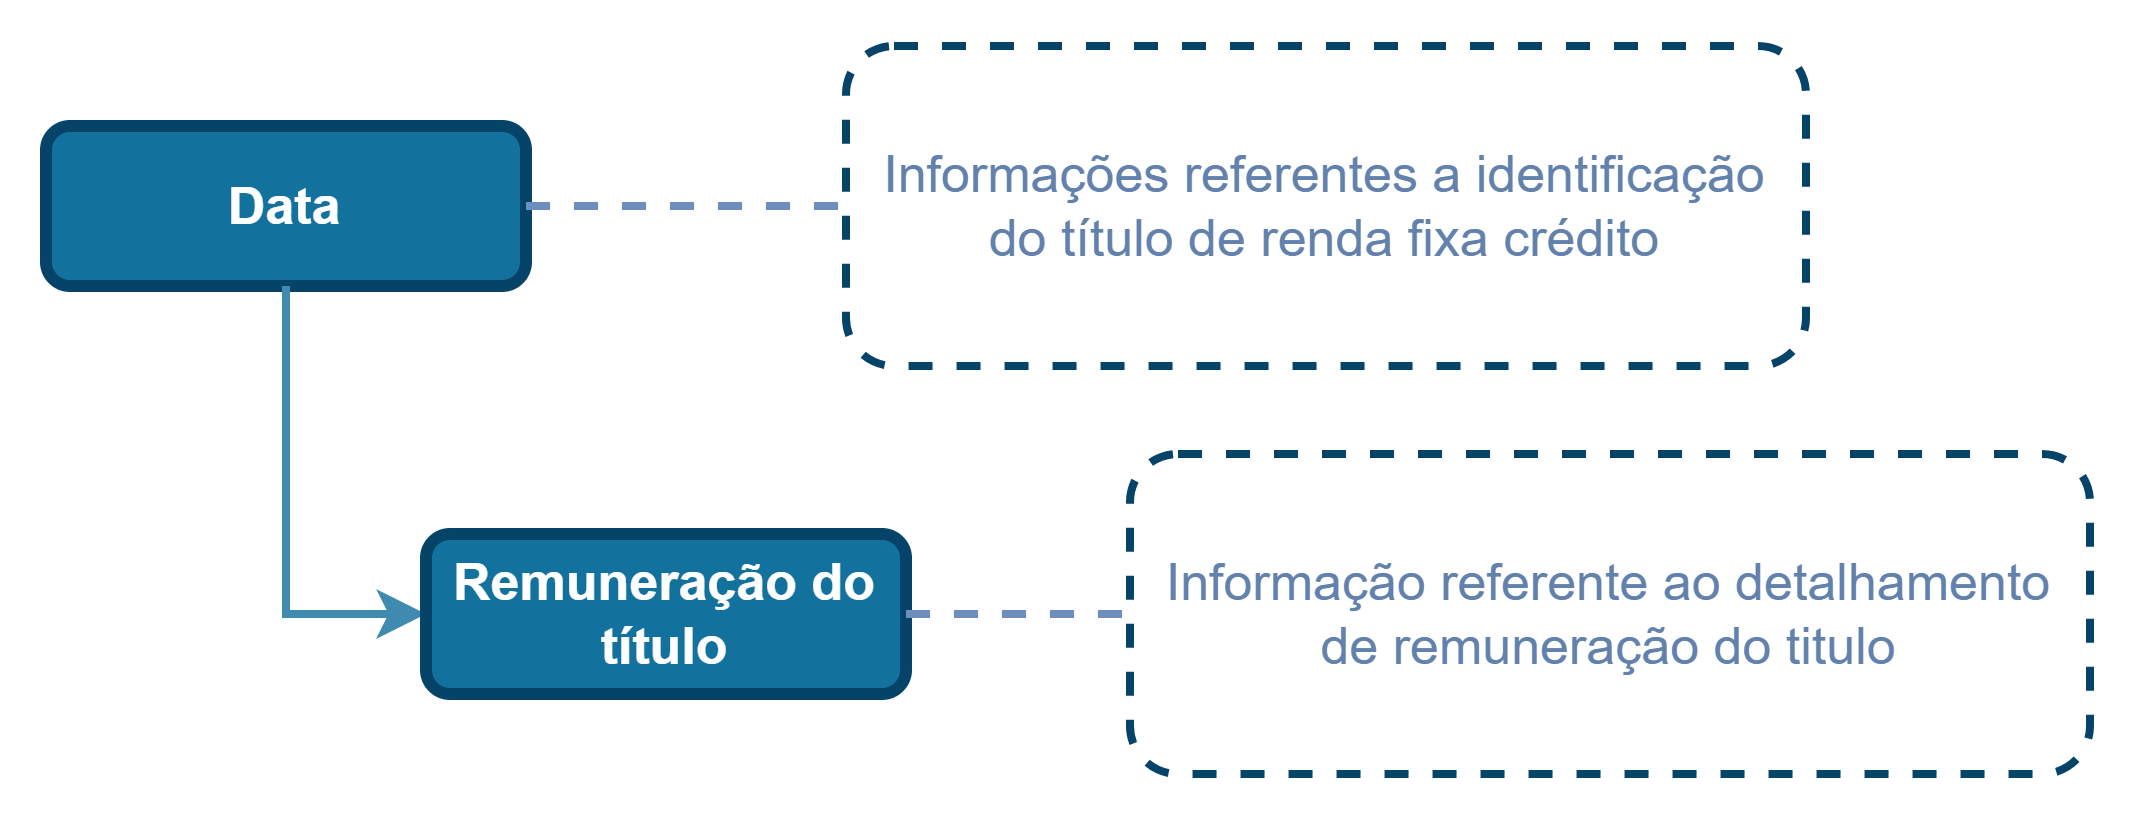 Data
Informações referentes a identificação
do título de renda fixa crédito
Remuneração do
título
Informação referente ao detalhamento
de remuneração do titulo